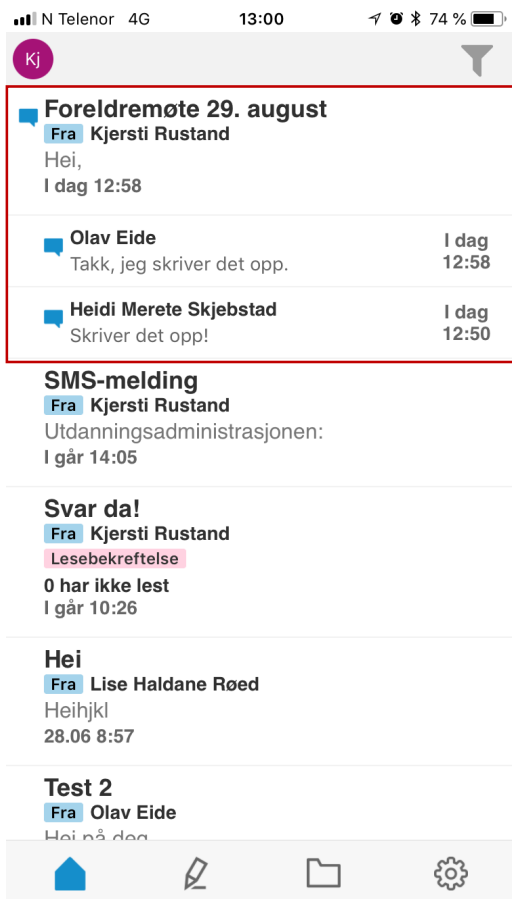 N Telenor 4G 13:00 74 %
Kj
Foreldremøte 29. august
Fra Kjersti Rustand
Hei,
I dag 12:58
Olav Eide
Takk, jeg skriver det opp.
I dag
12:58
Heidi Merete Skjebstad
Skriver det opp!
I dag
12:50
SMS-melding
Fra Kjersti Rustand
Utdanningsadministrasjonen:
I går 14:05
Svar da!
Fra Kjersti Rustand
Lesebekreftelse
0 har ikke lest
I går 10:26
Hei
Fra Lise Haldane Røed
Heihjkl
28.06 8:57
Test 2
Fra Olav Eide
Hei på deg